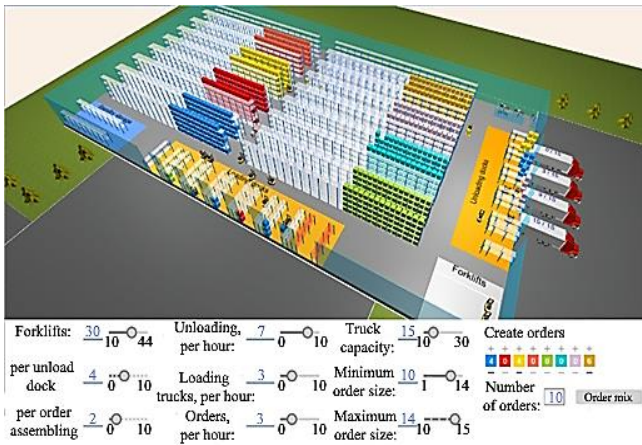 Unloading docks
Forklifts
Forklifts: 30 10 44
Unloading, per hour: 7 0 10
Truck capacity: 15 10 30
Create orders
per unload dock 4 0 10
Loading trucks, per hour: 3 0 10
Minimum order size: 10 1 14
Number of orders: 10 Order mix
per order assembling 2 0 10
Orders, per hour: 3 0 10
Maximum order size: 14 10 15